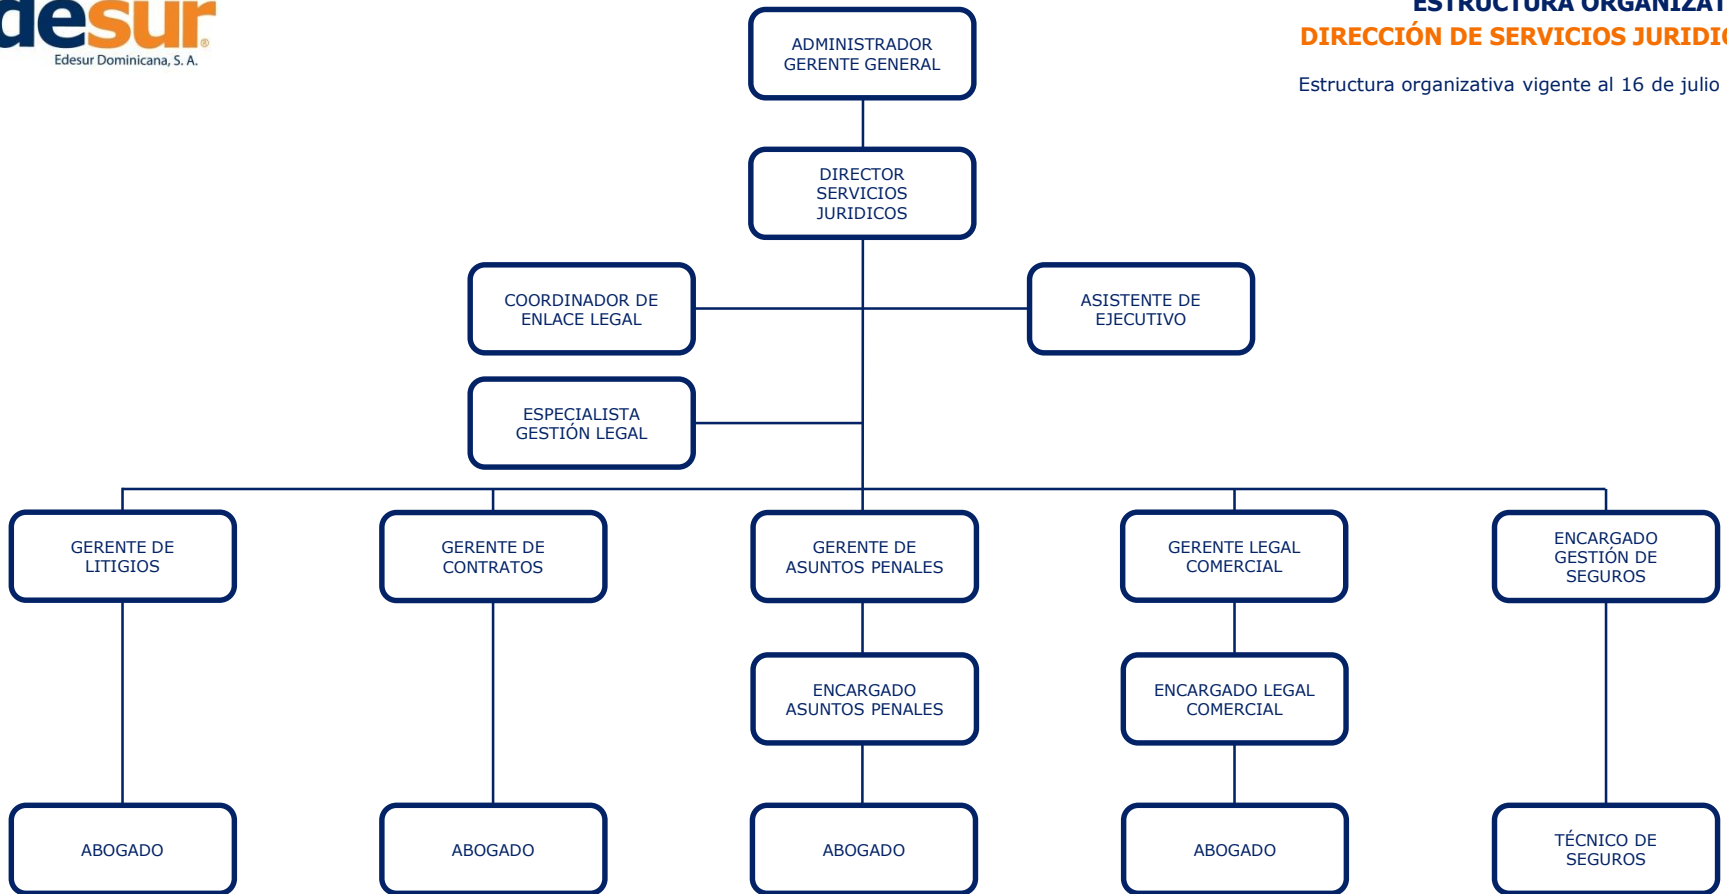 desur®
Edesur Dominicana, S. A.
ESTRUCTURA ORGANIZAT
DIRECCIÓN DE SERVICIOS JURIDIC
Estructura organizativa vigente al 16 de julio
ADMINISTRADOR
GERENTE GENERAL
DIRECTOR
SERVICIOS
JURIDICOS
COORDINADOR DE
ENLACE LEGAL
ASISTENTE DE
EJECUTIVO
ESPECIALISTA
GESTIÓN LEGAL
GERENTE DE
LITIGIOS
GERENTE DE
CONTRATOS
GERENTE DE
ASUNTOS PENALES
GERENTE LEGAL
COMERCIAL
ENCARGADO
GESTIÓN DE
SEGUROS
ENCARGADO
ASUNTOS PENALES
ENCARGADO LEGAL
COMERCIAL
ABOGADO
ABOGADO
ABOGADO
ABOGADO
TÉCNICO DE
SEGUROS